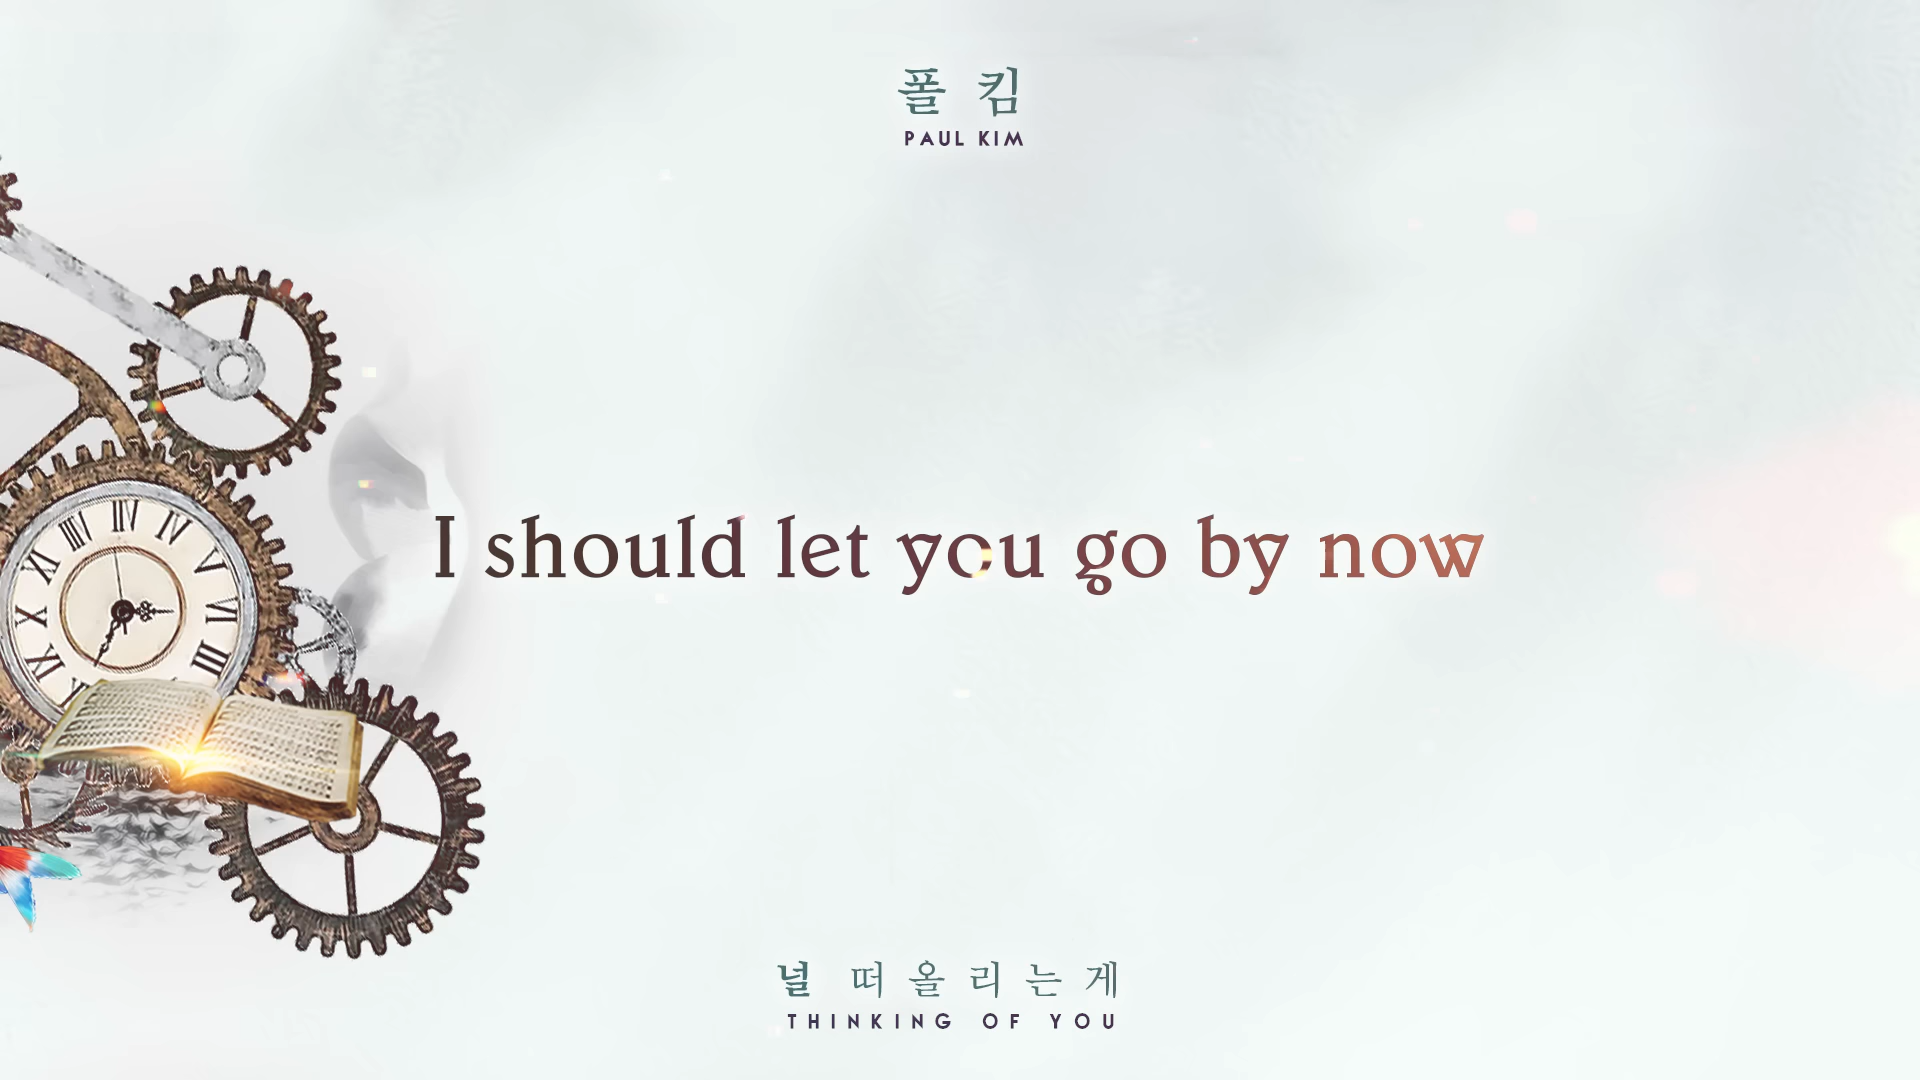 폴 킴
PAUL KIM
I should let you go by now
널 떠올리는게
THINKING OF YOU